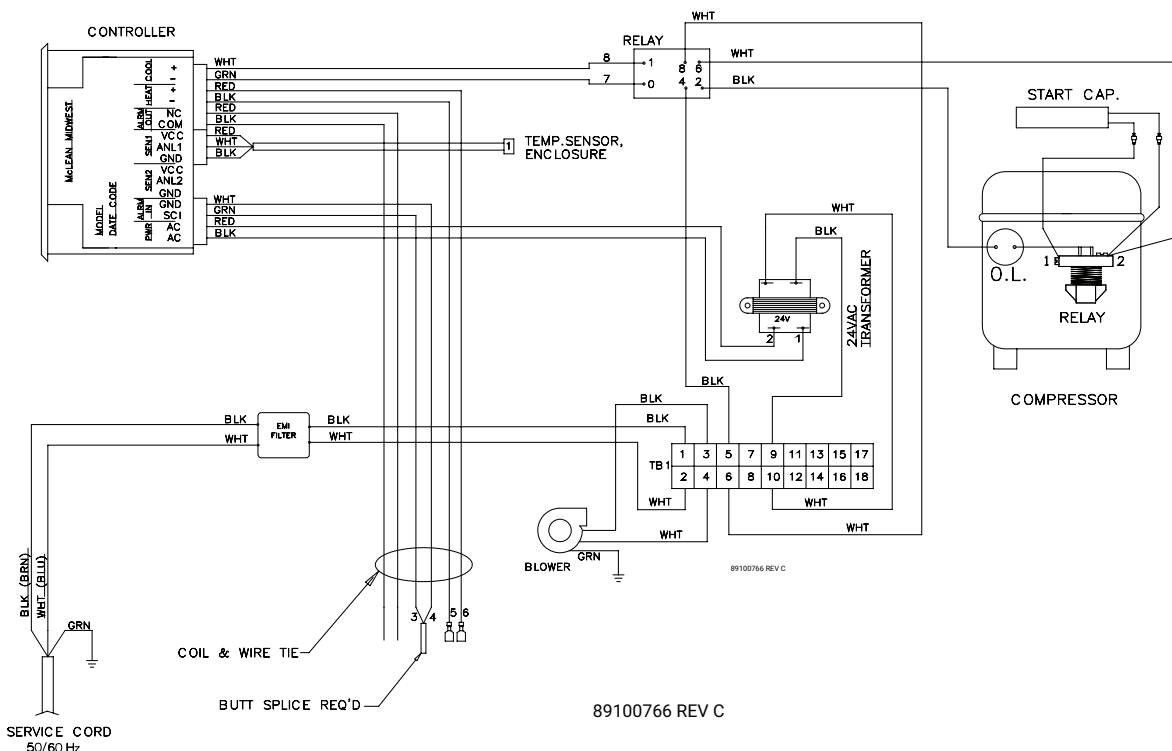 CONTROLLER
McLEAN MIDWEST
MODEL
DATE CODE
COOL
+
-
HEAT
+
-
ALRM
OUT
NC
COM
SEN1
VCC
ANL1
GND
SEN2
VCC
ANL2
GND
ALRM
IN
GND
SCI
PWR
AC
AC
WHT
GRN
RED
BLK
RED
BLK
RED
WHT
BLK
WHT
GRN
RED
BLK
1
TEMP.SENSOR,
ENCLOSURE
WHT
RELAY
8
1
7
0
8 6
4 2
WHT
BLK
START CAP.
O.L.
1
2
RELAY
COMPRESSOR
WHT
BLK
24V
2
1
24VAC
TRANSFORMER
BLK
BLK
BLK
BLK
WHT
EMI
FILTER
BLK
WHT
TB1
1 3 5 7 9 11 13 15 17
2 4 6 8 10 12 14 16 18
WHT
WHT
WHT
WHT
BLOWER
GRN
89100766 REV C
BLK (BRN)
WHT (BLU)
GRN
3 4
5 6
COIL & WIRE TIE
BUTT SPLICE REQ'D
89100766 REV C
SERVICE CORD
50/60 Hz